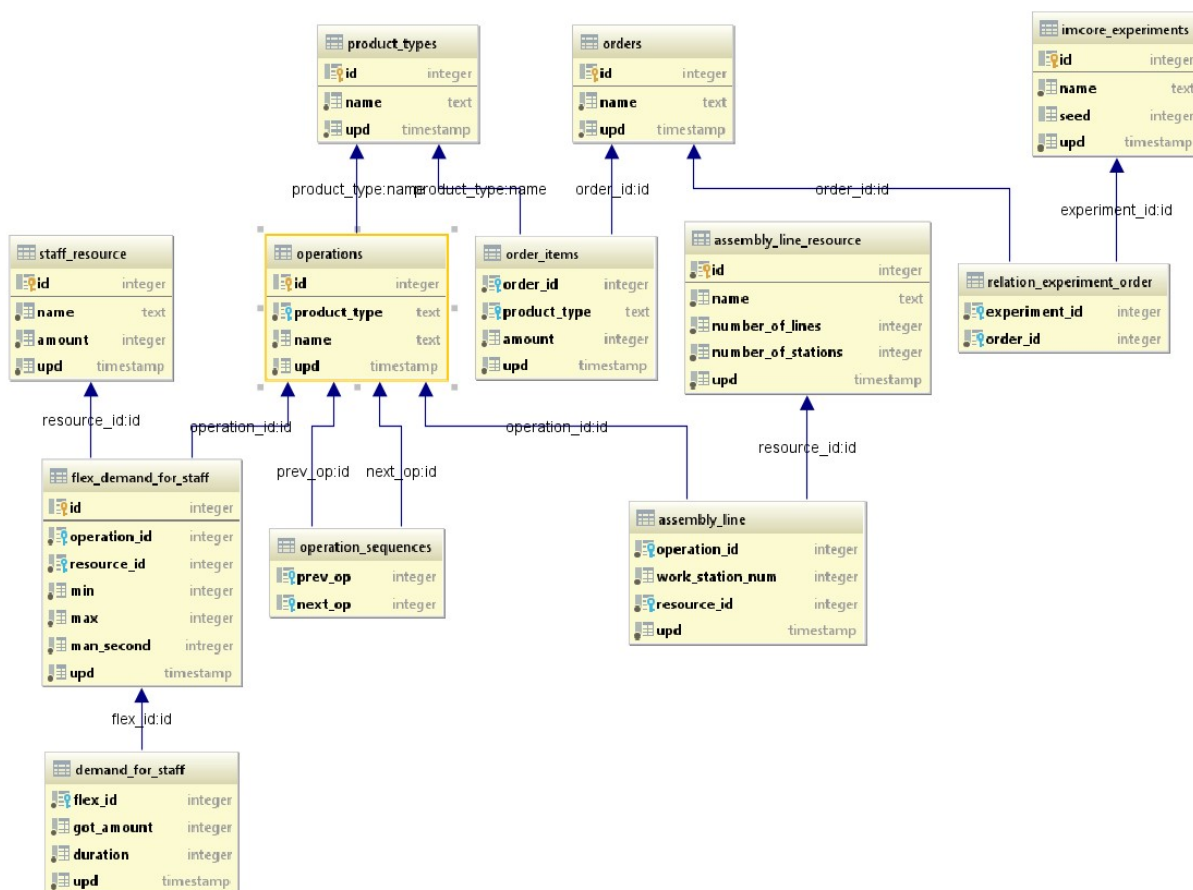 product_types
id integer
name text
upd timestamp
orders
id integer
name text
upd timestamp
imcore_experiments
id integer
name text
seed integer
upd timestamp
product_type:name
product_type:name
order_id:id
order_id:id
experiment_id:id
staff_resource
id integer
name text
amount integer
upd timestamp
operations
id integer
product_type text
name text
upd timestamp
order_items
order_id integer
product_type text
amount integer
upd timestamp
assembly_line_resource
id integer
name text
number_of_lines integer
number_of_stations integer
upd timestamp
relation_experiment_order
experiment_id integer
order_id integer
resource_id:id
operation_id:id
prev_op:id
next_op:id
operation_id:id
resource_id:id
flex_demand_for_staff
id integer
operation_id integer
resource_id integer
min integer
max integer
man_second intreger
upd timestamp
operation_sequences
prev_op integer
next_op integer
assembly_line
operation_id integer
work_station_num integer
resource_id integer
upd timestamp
flex_id:id
demand_for_staff
flex_id integer
got_amount integer
duration integer
upd timestamp